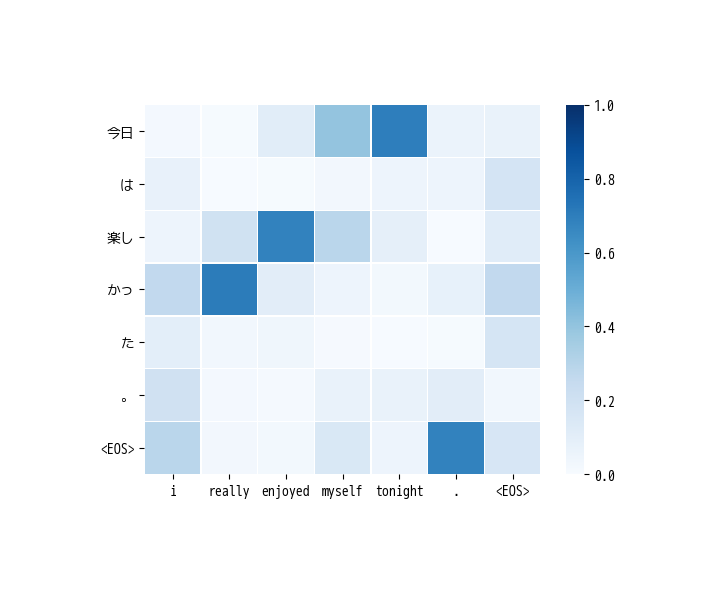 今日
は
楽し
かっ
た
。
<EOS>
i really enjoyed myself tonight . <EOS>
1.0
0.8
0.6
0.4
0.2
0.0